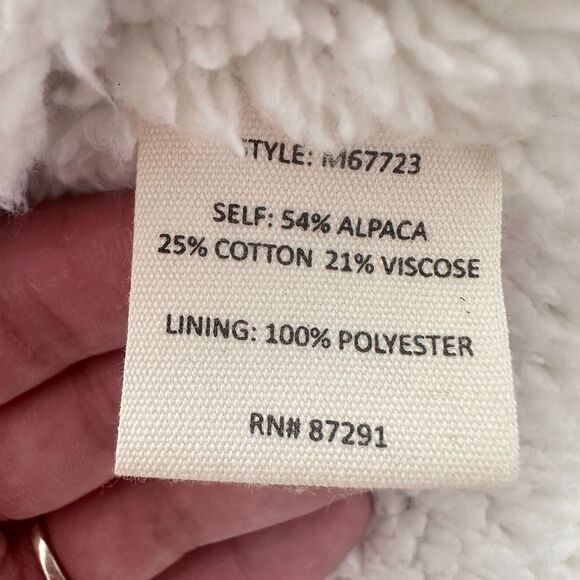 STYLE: M67723
SELF: 54% ALPACA
25% COTTON 21% VISCOSE
LINING: 100% POLYESTER
RN# 87291